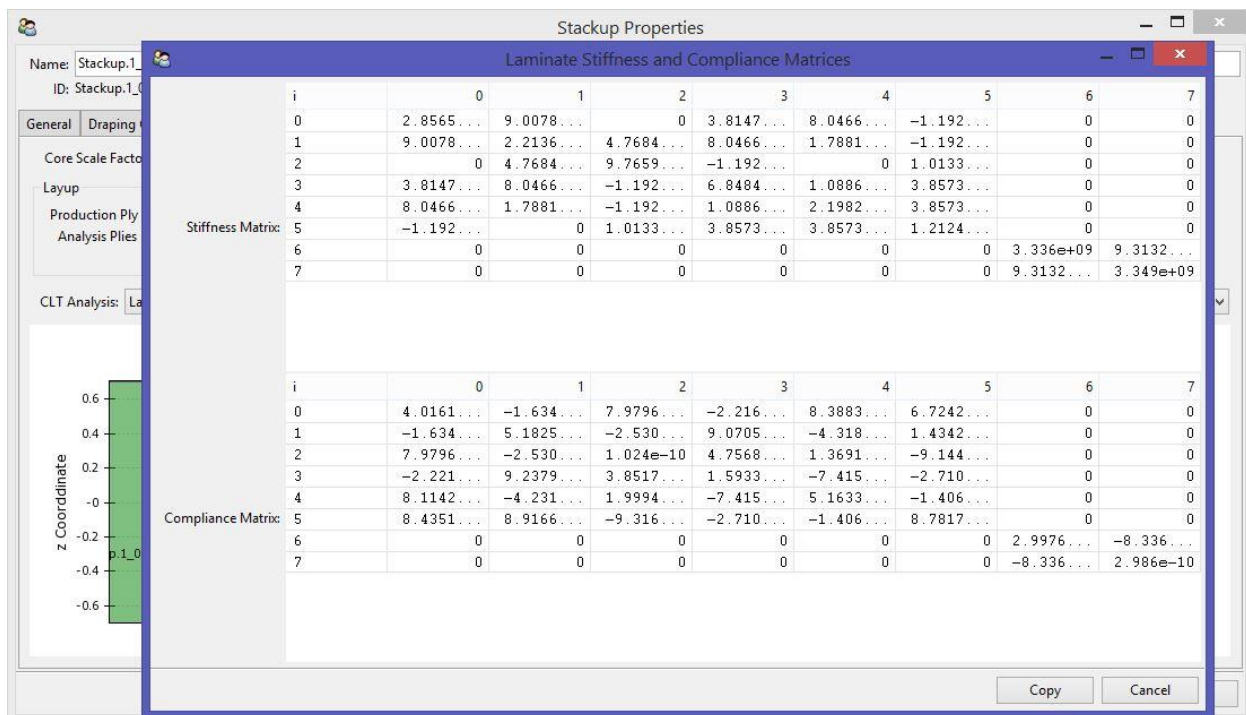 Stackup Properties
Name: Stackup.1_
ID: Stackup.1_0
General Draping
Core Scale Facto
Layup
Production Ply
Analysis Plies
CLT Analysis: La
z Coorddinate
0.6
0.4
0.2
-0
-0.2
-0.4
-0.6
p.1_0
Laminate Stiffness and Compliance Matrices
Stiffness Matrix:
i 0 1 2 3 4 5 6 7
0 2.8565... 9.0078... 0 3.8147... 8.0466... -1.192... 0 0
1 9.0078... 2.2136... 4.7684... 8.0466... 1.7881... -1.192... 0 0
2 0 4.7684... 9.7659... -1.192... 0 1.0133... 0 0
3 3.8147... 8.0466... -1.192... 6.8484... 1.0886... 3.8573... 0 0
4 8.0466... 1.7881... -1.192... 1.0886... 2.1982... 3.8573... 0 0
5 -1.192... 0 1.0133... 3.8573... 3.8573... 1.2124... 0 0
6 0 0 0 0 0 0 3.336e+09 9.3132...
7 0 0 0 0 0 0 9.3132... 3.349e+09
Compliance Matrix:
i 0 1 2 3 4 5 6 7
0 4.0161... -1.634... 7.9796... -2.216... 8.3883... 6.7242... 0 0
1 -1.634... 5.1825... -2.530... 9.0705... -4.318... 1.4342... 0 0
2 7.9796... -2.530... 1.024e-10 4.7568... 1.3691... -9.144... 0 0
3 -2.221... 9.2379... 3.8517... 1.5933... -7.415... -2.710... 0 0
4 8.1142... -4.231... 1.9994... -7.415... 5.1633... -1.406... 0 0
5 8.4351... 8.9166... -9.316... -2.710... -1.406... 8.7817... 0 0
6 0 0 0 0 0 0 2.9976... -8.336...
7 0 0 0 0 0 0 -8.336... 2.986e-10
Copy Cancel